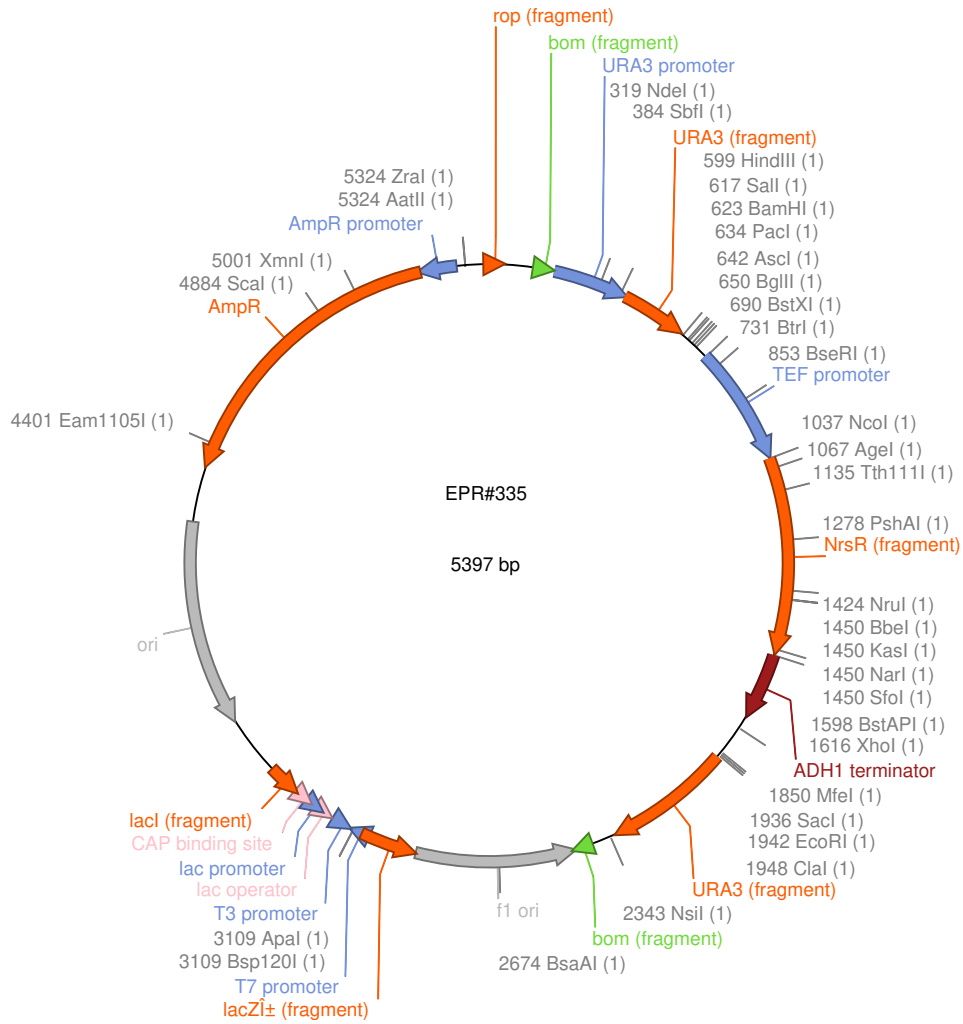 rop (fragment)
bom (fragment)
URA3 promoter
319 NdeI (1)
384 SbfI (1)
URA3 (fragment)
599 HindIII (1)
617 SalI (1)
623 BamHI (1)
634 PacI (1)
642 AscI (1)
650 BglII (1)
690 BstXI (1)
731 BtrI (1)
853 BseRI (1)
TEF promoter
1037 NcoI (1)
1067 AgeI (1)
1135 Tth111I (1)
1278 PshAI (1)
NrsR (fragment)
1424 NruI (1)
1450 BbeI (1)
1450 KasI (1)
1450 NarI (1)
1450 SfoI (1)
1598 BstAPI (1)
1616 XhoI (1)
ADH1 terminator
1850 MfeI (1)
1936 SacI (1)
1942 EcoRI (1)
1948 ClaI (1)
URA3 (fragment)
2343 NsiI (1)
bom (fragment)
2674 BsaAI (1)
f1 ori
lacZÎ± (fragment)
T7 promoter
3109 Bsp120I (1)
3109 ApaI (1)
T3 promoter
lac operator
lac promoter
CAP binding site
lacI (fragment)
ori
4401 Eam1105I (1)
AmpR
4884 ScaI (1)
5001 XmnI (1)
AmpR promoter
5324 AatII (1)
5324 ZraI (1)
EPR#335
5397 bp